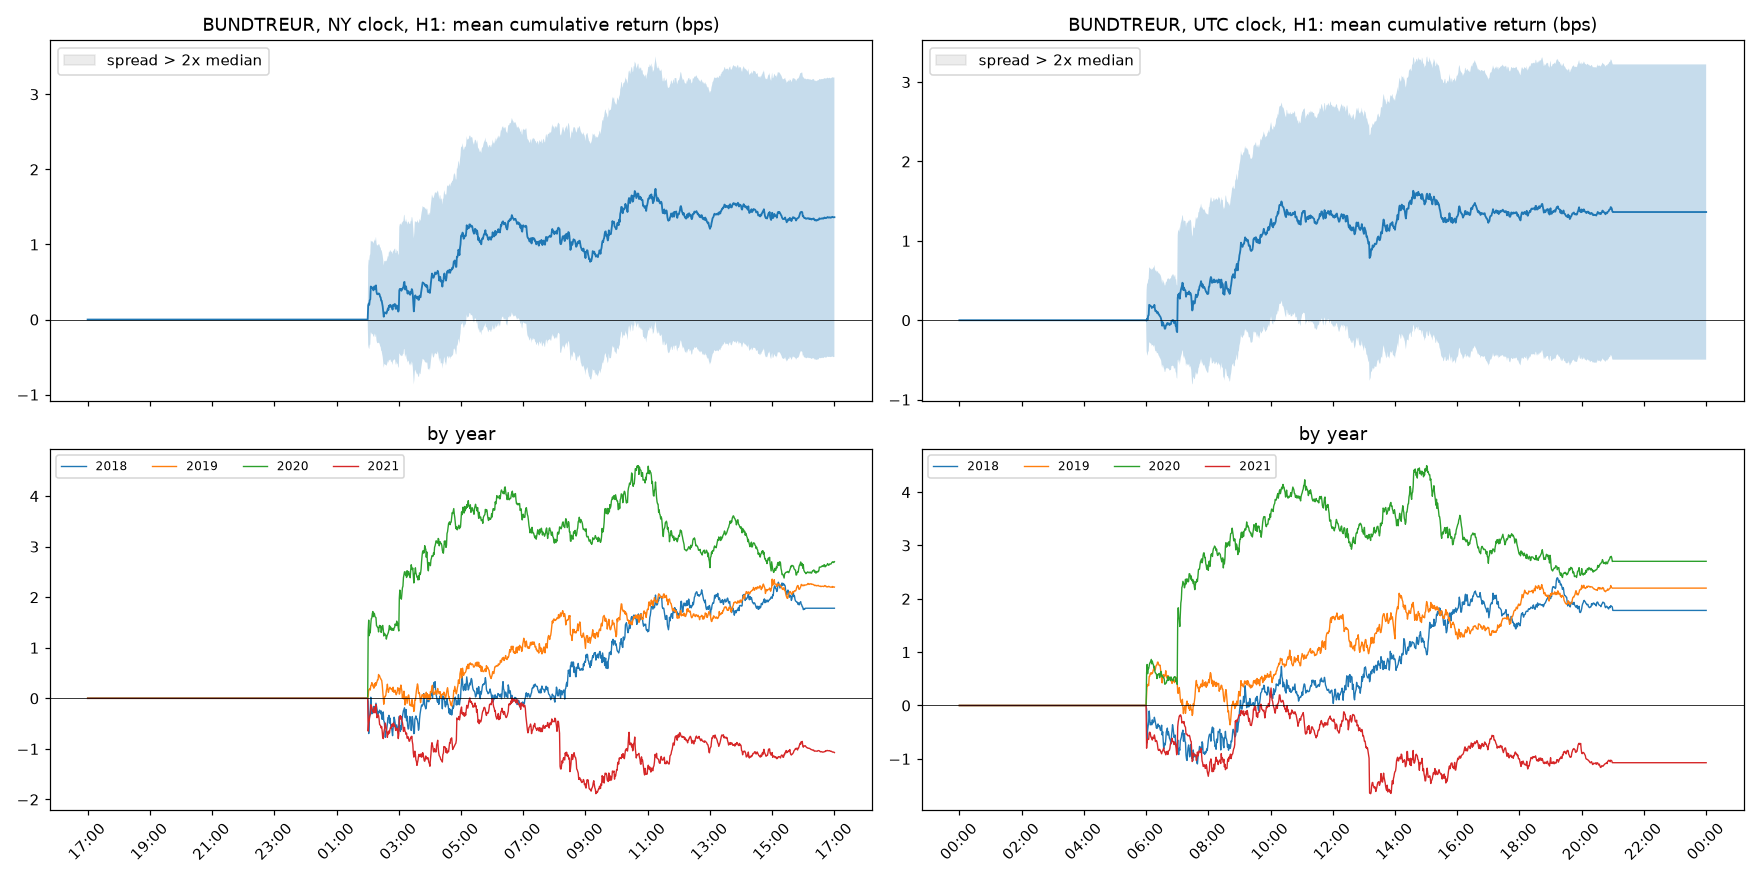 BUNDTREUR, NY clock, H1: mean cumulative return (bps)
spread > 2x median
3
2
1
0
−1
BUNDTREUR, UTC clock, H1: mean cumulative return (bps)
spread > 2x median
3
2
1
0
−1
by year
2018 2019 2020 2021
4
3
2
1
0
−1
−2
17:00 19:00 21:00 23:00 01:00 03:00 05:00 07:00 09:00 11:00 13:00 15:00 17:00
by year
2018 2019 2020 2021
4
3
2
1
0
−1
00:00 02:00 04:00 06:00 08:00 10:00 12:00 14:00 16:00 18:00 20:00 22:00 00:00